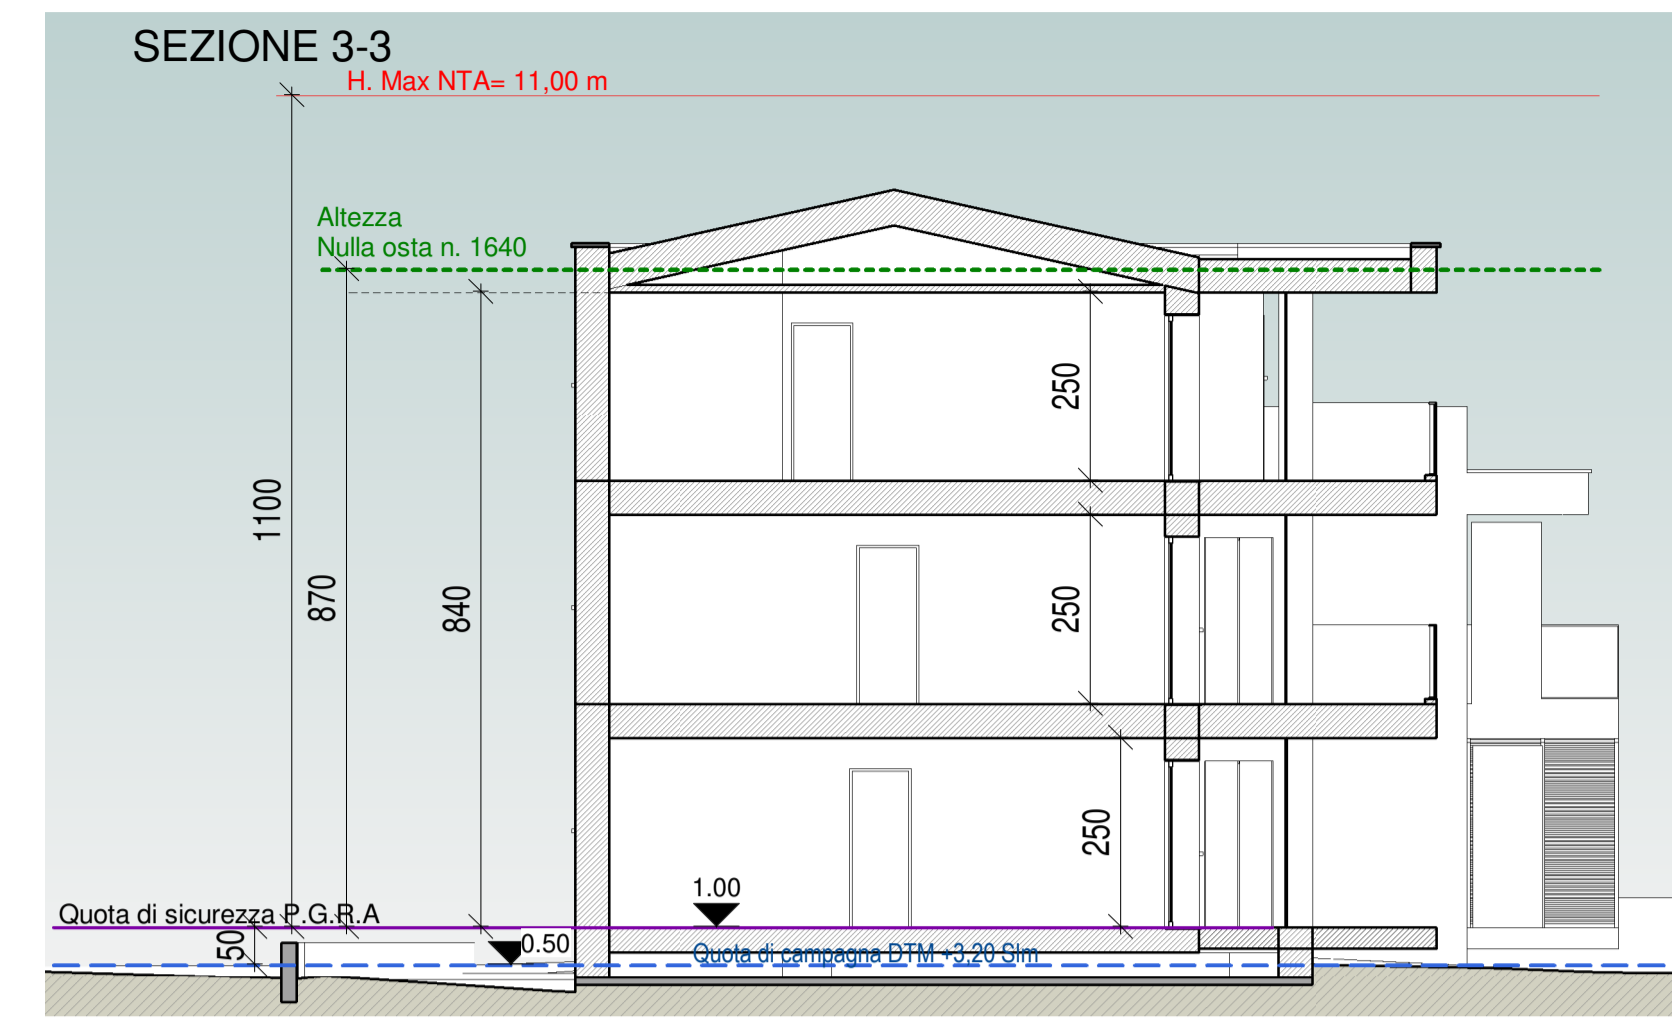 SEZIONE 3-3
H. Max NTA= 11,00 m
Altezza
Nulla osta n. 1640
250
1100
870
840
250
250
1.00
Quota di sicurezza P.G.R.A
50
0.50
Quota di campagna DTM +3,20 Slm